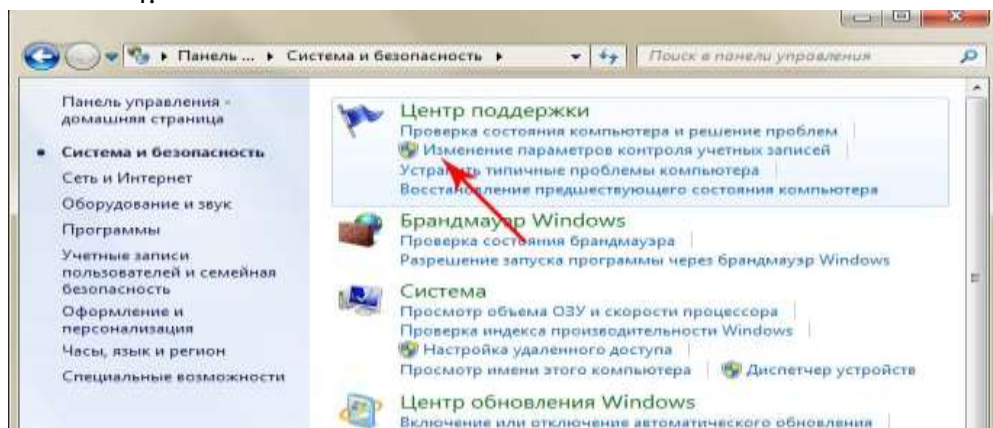 Панель ... ▸ Система и безопасность ▸
Поиск в панели управления
Панель управления -
домашняя страница
Система и безопасность
Сеть и Интернет
Оборудование и звук
Программы
Учетные записи
пользователей и семейная
безопасность
Оформление и
персонализация
Часы, язык и регион
Специальные возможности
Центр поддержки
Проверка состояния компьютера и решение проблем
Изменение параметров контроля учетных записей
Устранить типичные проблемы компьютера
Восстановление предшествующего состояния компьютера
Брандмауэр Windows
Проверка состояния брандмауэра
Разрешение запуска программы через брандмауэр Windows
Система
Просмотр объема ОЗУ и скорости процессора
Проверка индекса производительности Windows
Настройка удаленного доступа
Просмотр имени этого компьютера Диспетчер устройств
Центр обновления Windows
Включение или отключение автоматического обновления